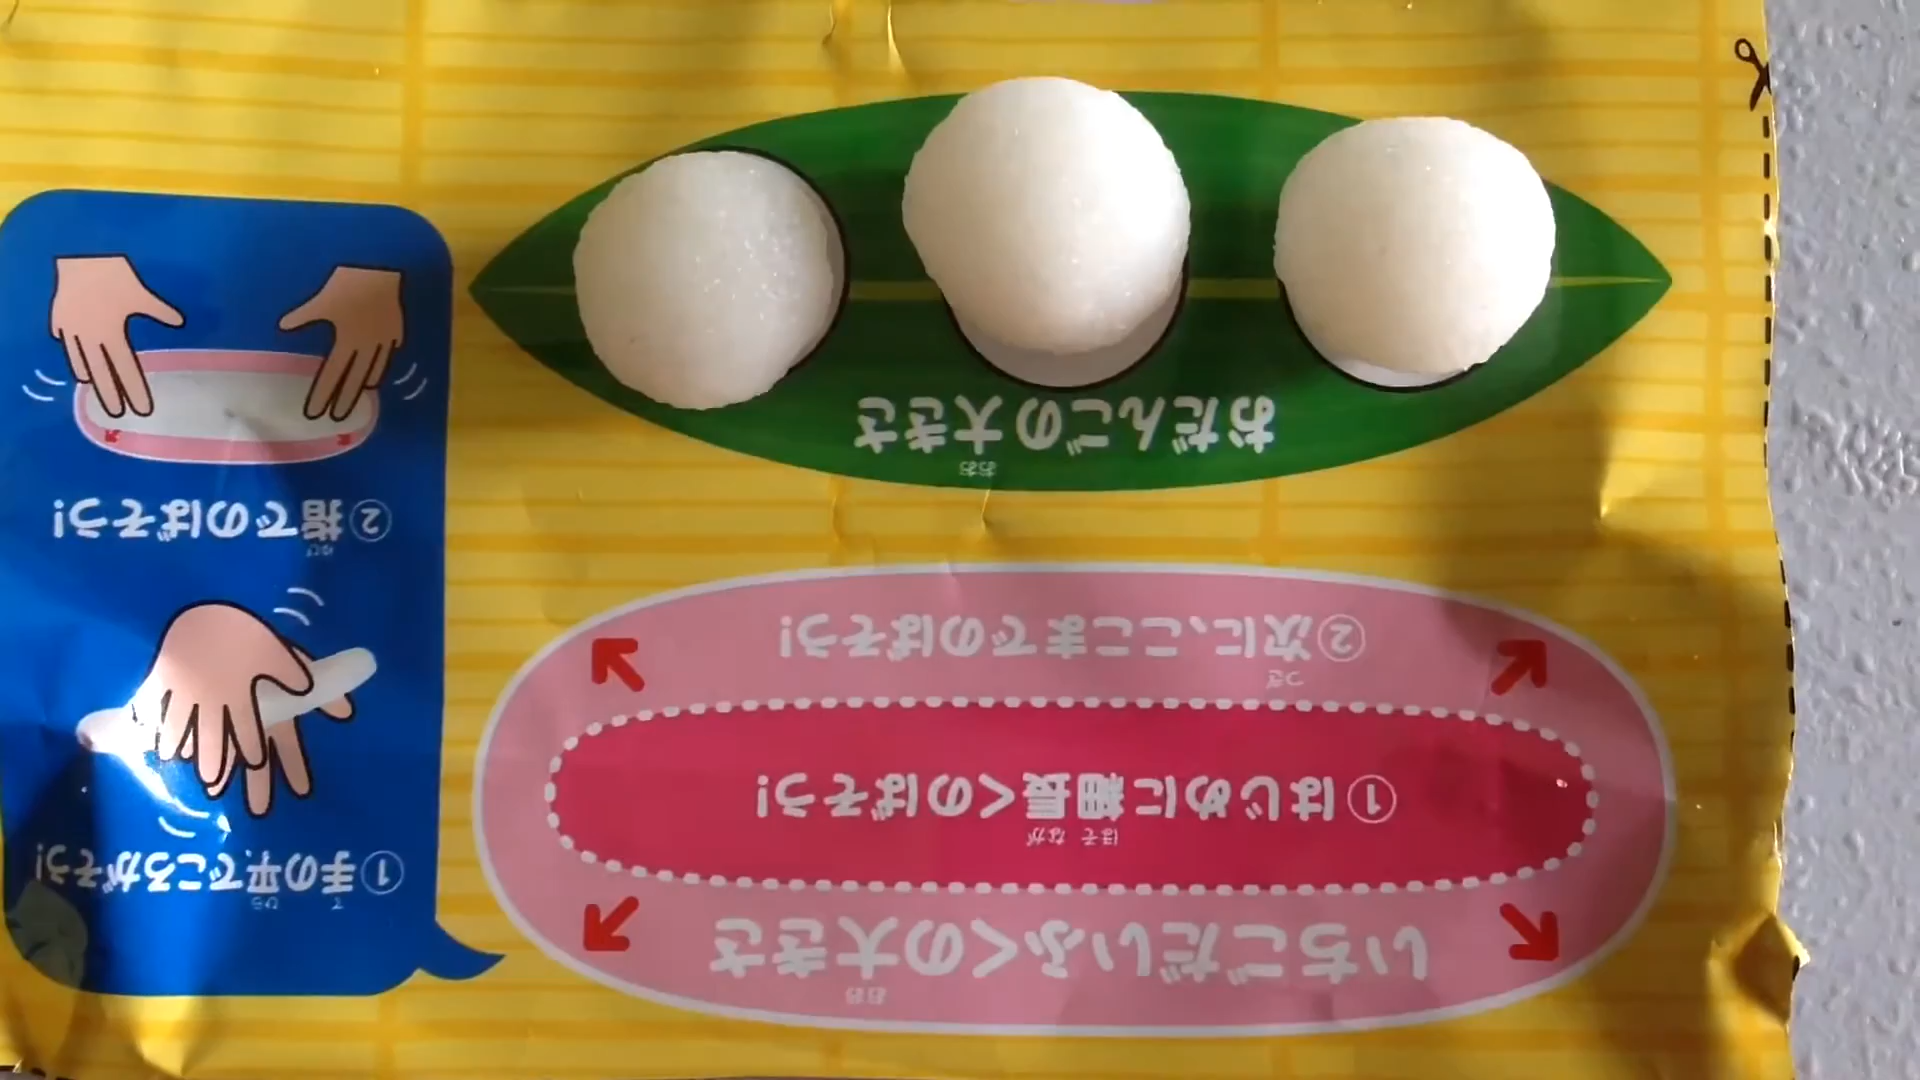 いちごだいふくの大きさ
おお
①はじめに細長くのばそう!
ほそ なが
②次に、ここまでのばそう!
つぎ
おだんごの大きさ
おお
①手の平でころがそう!
て ひら
②指でのばそう!
ゆび